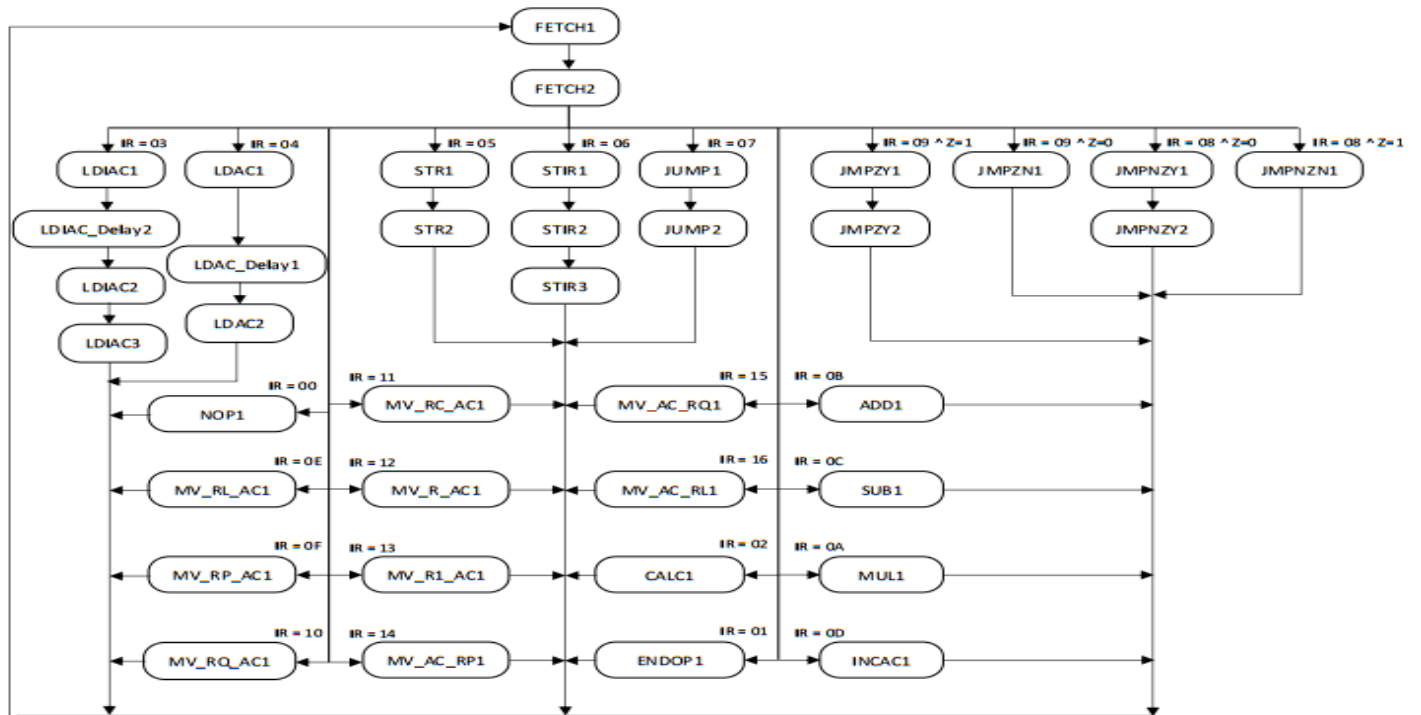 FETCH1
FETCH2
IR = 03
IR = 04
IR = 05
IR = 06
IR = 07
IR = 09 ^ Z=1
IR = 09 ^ Z=0
IR = 08 ^ Z=0
IR = 08 ^ Z=1
LDIAC1
LDAC1
STR1
STIR1
JUMP1
JMPZY1
JMPZN1
JMPNZY1
JMPNZN1
LDIAC_Delay2
STR2
STIR2
JUMP2
JMPZY2
JMPNZY2
LDAC_Delay1
LDIAC2
STIR3
LDAC2
LDIAC3
IR = 00
IR = 11
IR = 15
IR = 0B
NOP1
MV_RC_AC1
MV_AC_RQ1
ADD1
IR = 0E
IR = 12
IR = 16
IR = 0C
MV_RL_AC1
MV_R_AC1
MV_AC_RL1
SUB1
IR = 0F
IR = 13
IR = 02
IR = 0A
MV_RP_AC1
MV_R1_AC1
CALC1
MUL1
IR = 10
IR = 14
IR = 01
IR = 0D
MV_RQ_AC1
MV_AC_RP1
ENDOP1
INCAC1